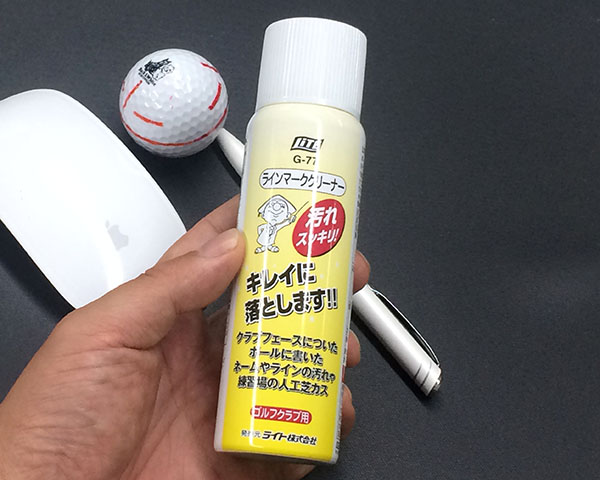 LITE
G-77
ラインマーククリーナー
汚れ
スッキリ!
キレイに
落とします!!
クラブフェースについた
ボールに書いた
ネームやラインの汚れや
練習場の人工芝カス
ゴルフクラブ用
発売元 ライト株式会社